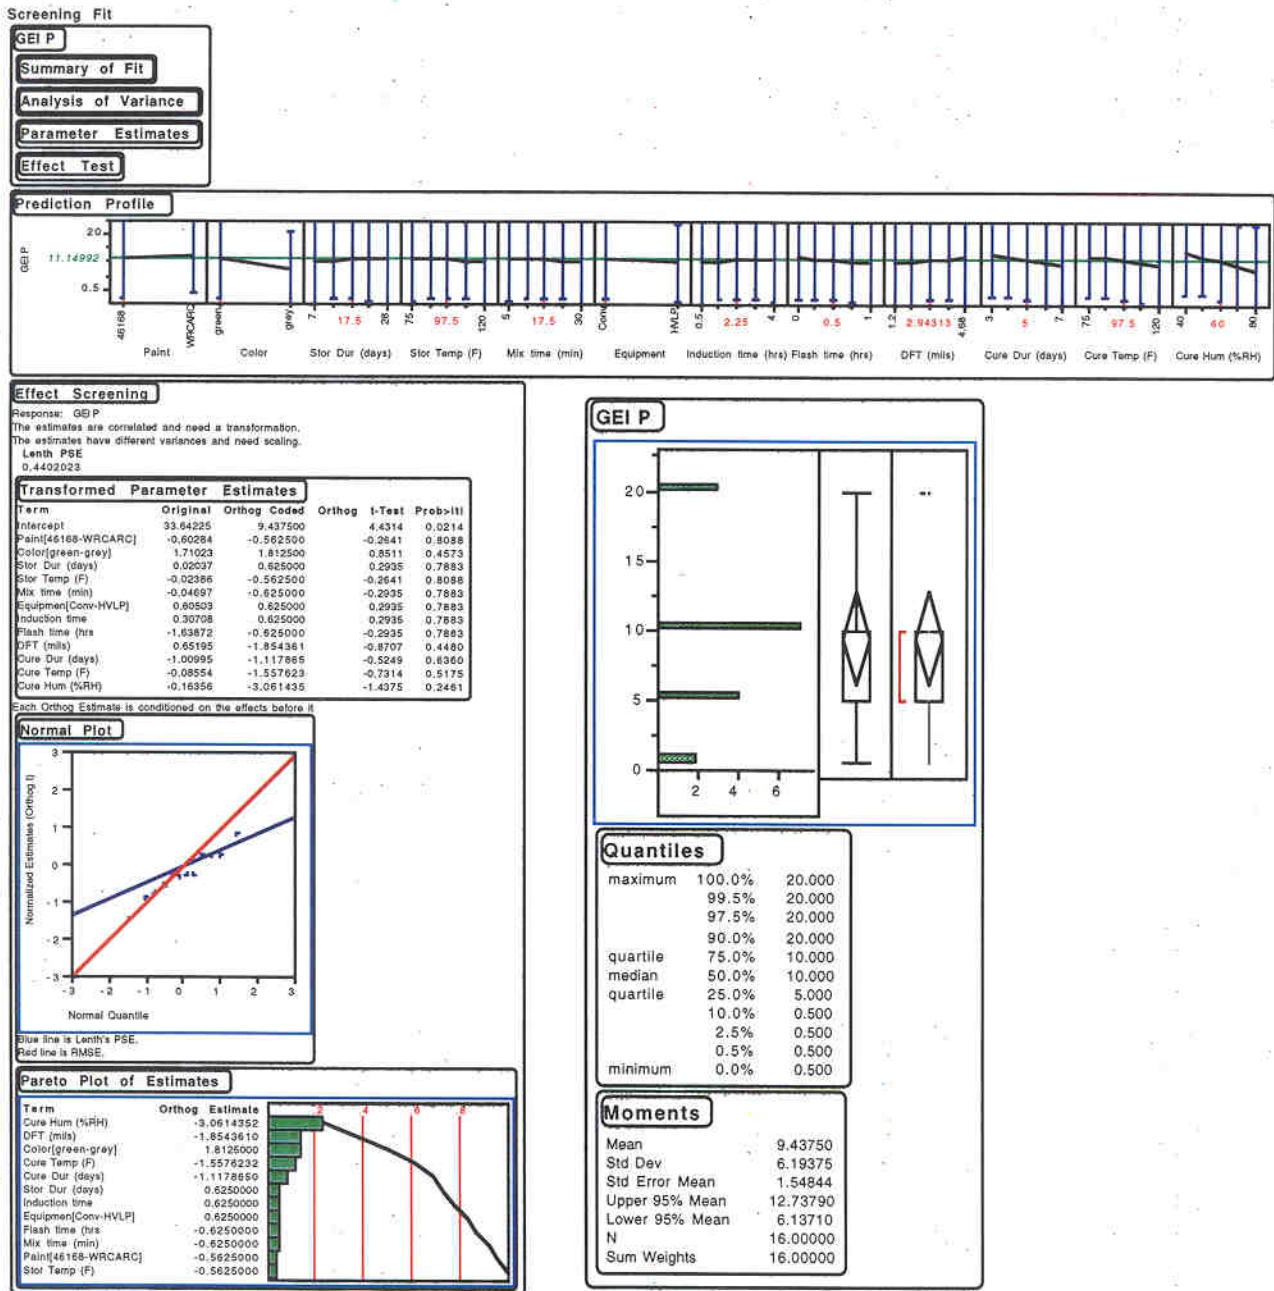 Screening Fit
GEI P
Summary of Fit
Analysis of Variance
Parameter Estimates
Effect Test
Prediction Profile
GEI P
20
11.14992
0.5
46168 WRCARC green grey 7 17.5 28 75 97.5 120 5 17.5 30 Conv HVLP 0.5 2.25 4 0 0.5 1 1.2 2.94313 4.68 3 5 7 75 97.5 120 40 60 80
Paint Color Stor Dur (days) Stor Temp (F) Mix time (min) Equipment Induction time (hrs) Flash time (hrs) DFT (mils) Cure Dur (days) Cure Temp (F) Cure Hum (%RH)
Effect Screening
Response: GEI P
The estimates are correlated and need a transformation.
The estimates have different variances and need scaling.
Lenth PSE
0.4402023
Transformed Parameter Estimates
Term Original Orthog Coded Orthog t-Test Prob>|t|
Intercept 33.64225 9.437500 4.4314 0.0214
Paint[46168-WRCARC] -0.60284 -0.562500 -0.2641 0.8088
Color[green-grey] 1.71023 1.812500 0.8511 0.4573
Stor Dur (days) 0.02037 0.625000 0.2935 0.7883
Stor Temp (F) -0.02386 -0.562500 -0.2641 0.8088
Mix time (min) -0.04697 -0.625000 -0.2935 0.7883
Equipmen[Conv-HVLP] 0.60503 0.625000 0.2935 0.7883
Induction time 0.30708 0.625000 0.2935 0.7883
Flash time (hrs -1.63872 -0.625000 -0.2935 0.7883
DFT (mils) 0.65195 -1.854361 -0.8707 0.4480
Cure Dur (days) -1.00995 -1.117865 -0.5249 0.6360
Cure Temp (F) -0.08554 -1.557623 -0.7314 0.5175
Cure Hum (%RH) -0.16356 -3.061435 -1.4375 0.2461
Each Orthog Estimate is conditioned on the effects before it
Normal Plot
Normalized Estimates (Orthog t)
3
2
1
0
-1
-2
-3
-3 -2 -1 0 1 2 3
Normal Quantile
Blue line is Lenth's PSE.
Red line is RMSE.
Pareto Plot of Estimates
Term Orthog Estimate .2 .4 .6 .8
Cure Hum (%RH) -3.0614352
DFT (mils) -1.8543610
Color[green-grey] 1.8125000
Cure Temp (F) -1.5576232
Cure Dur (days) -1.1178650
Stor Dur (days) 0.6250000
Induction time 0.6250000
Equipmen[Conv-HVLP] 0.6250000
Flash time (hrs -0.6250000
Mix time (min) -0.6250000
Paint[46168-WRCARC] -0.5625000
Stor Temp (F) -0.5625000
GEI P
20
15
10
5
0
2 4 6
Quantiles
maximum 100.0% 20.000
99.5% 20.000
97.5% 20.000
90.0% 20.000
quartile 75.0% 10.000
median 50.0% 10.000
quartile 25.0% 5.000
10.0% 0.500
2.5% 0.500
0.5% 0.500
minimum 0.0% 0.500
Moments
Mean 9.43750
Std Dev 6.19375
Std Error Mean 1.54844
Upper 95% Mean 12.73790
Lower 95% Mean 6.13710
N 16.00000
Sum Weights 16.00000